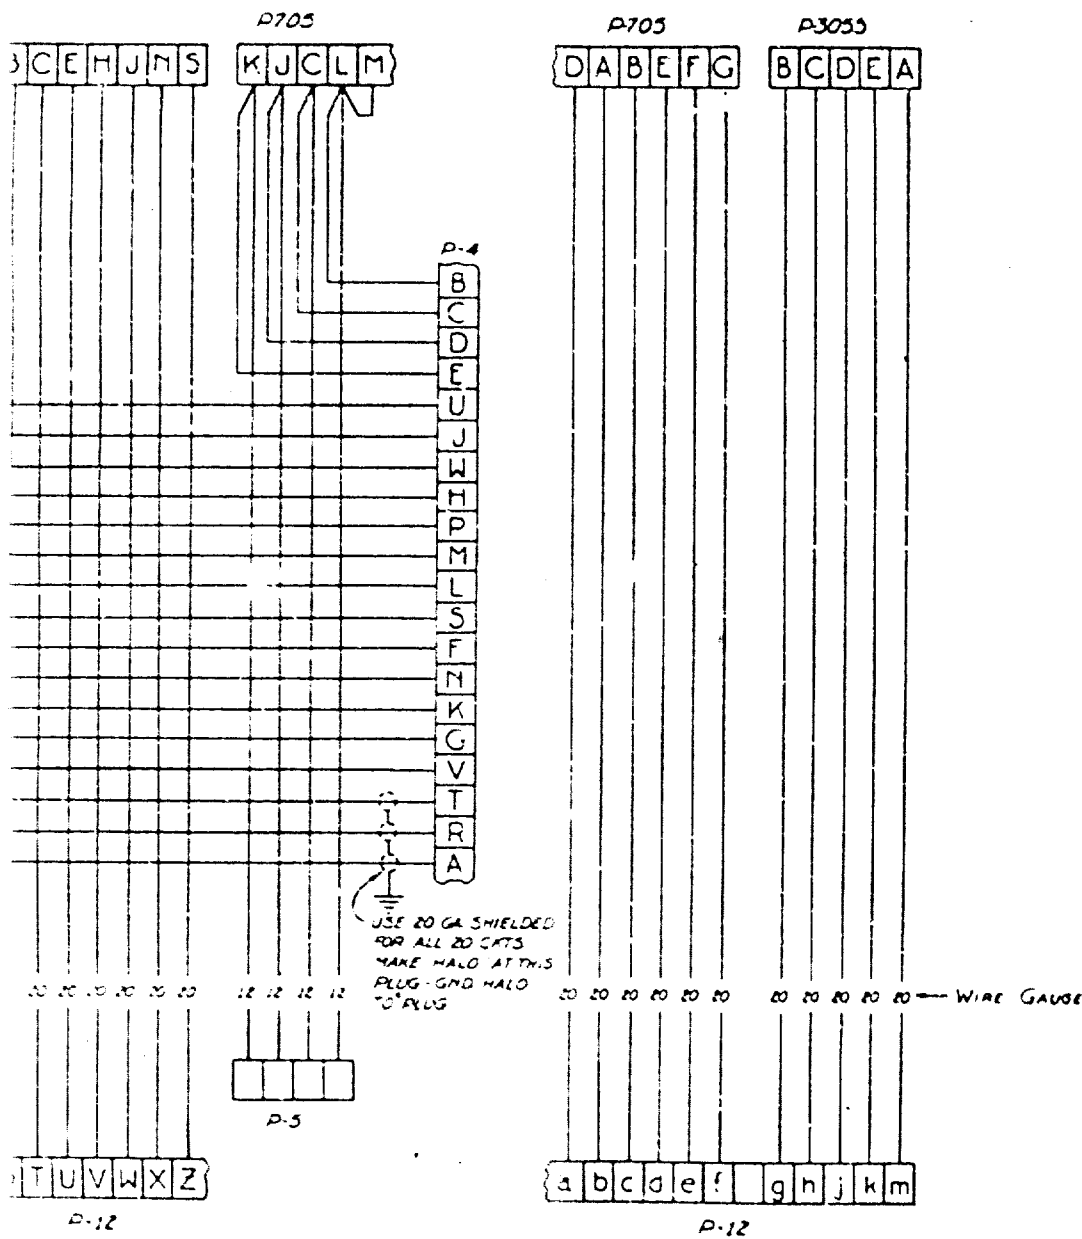 P705 P705 P3055
B C E H J N S K J C L M D A B E F G B C D E A
P-4
B
C
D
E
U
J
W
H
P
M
L
S
F
N
K
G
V
T
R
A
USE 20 GA SHIELDED
FOR ALL 20 CKTS
MAKE HALO AT THIS
PLUG-GND HALO
TO PLUG
20 20 20 20 20 20 12 12 12 12 20 20 20 20 20 20 20 20 20 20 20 WIRE GAUGE
P-5
T U V W X Z a b c d e f g h j k m
P-12 P-12